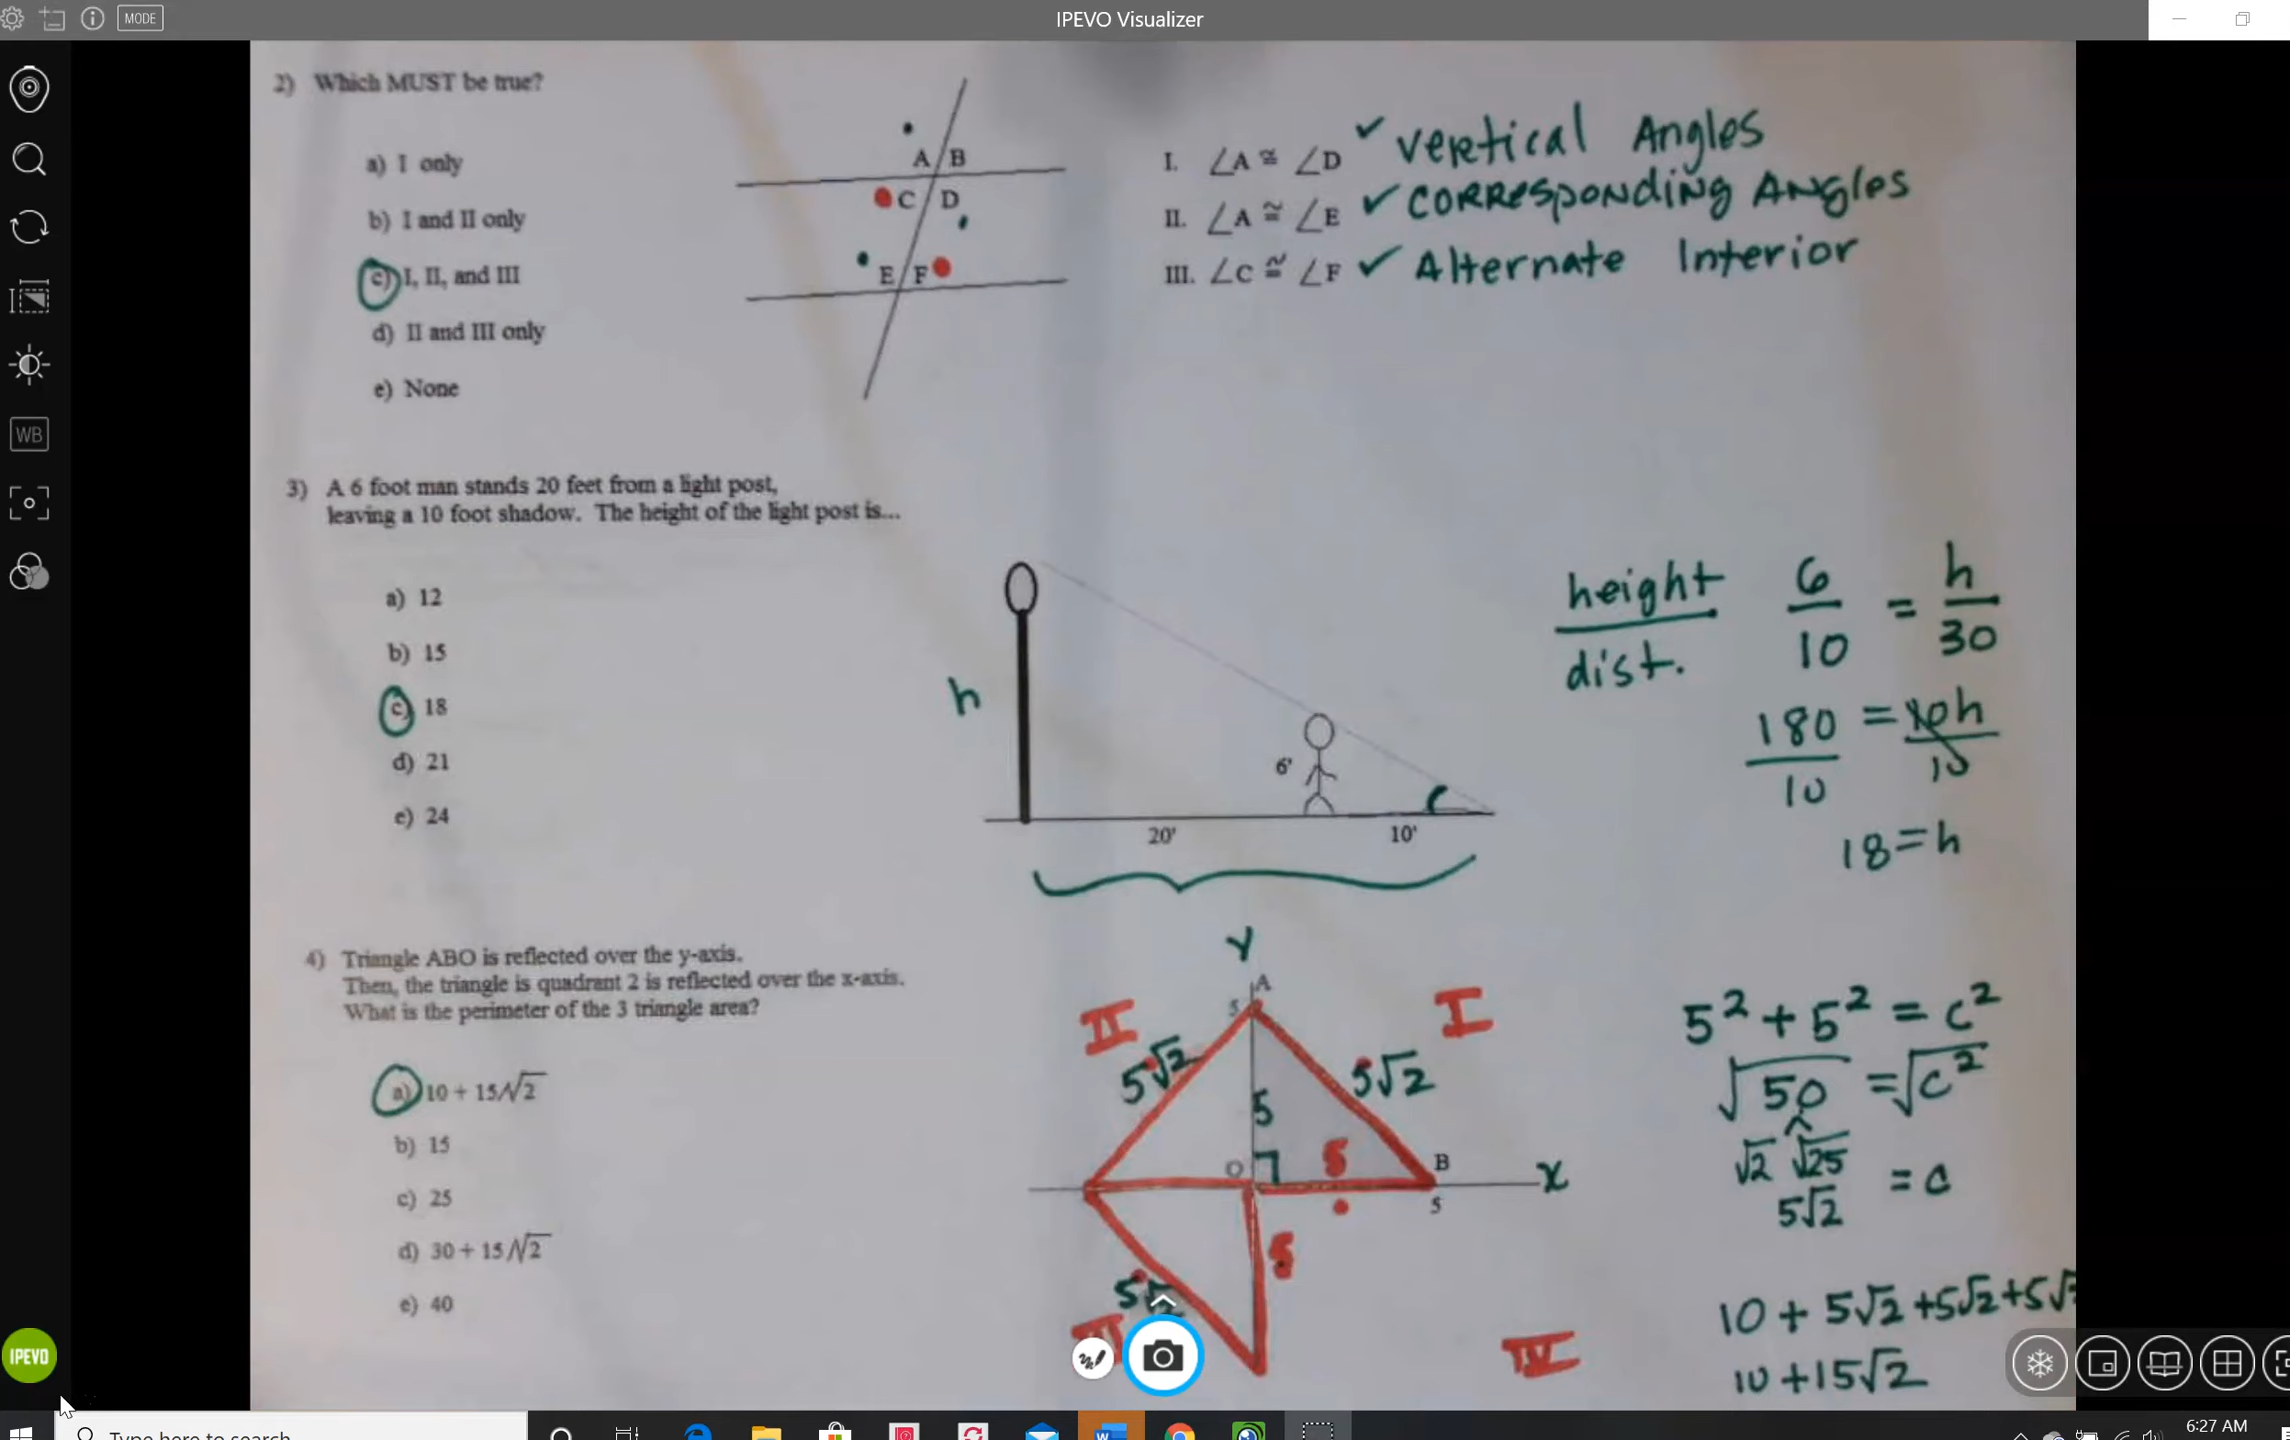 MODE
IPEVO Visualizer
WB
2) Which MUST be true?
a) I only
b) I and II only
c) I, II, and III
d) II and III only
e) None
A B
C D
E F
I. ∠A ≅ ∠D ✓ Vertical Angles
II. ∠A ≅ ∠E ✓ Corresponding Angles
III. ∠C ≅ ∠F ✓ Alternate Interior
3) A 6 foot man stands 20 feet from a light post,
leaving a 10 foot shadow. The height of the light post is...
a) 12
b) 15
c) 18
d) 21
e) 24
h
6'
20' 10'
height/dist. 6/10 = h/30
180/10 = 10h/10
18 = h
4) Triangle ABO is reflected over the y-axis.
Then, the triangle is quadrant 2 is reflected over the x-axis.
What is the perimeter of the 3 triangle area?
a) 10 + 15√2
b) 15
c) 25
d) 30 + 15√2
e) 40
Y
A
5
II I
5√2 5√2
5
O 5 B X
5
5
5√2
IV
5² + 5² = c²
√50 = √c²
√2 √25
5√2 = c
10 + 5√2 + 5√2 + 5√
10 + 15√2
IPEVO
Type here to search
6:27 AM